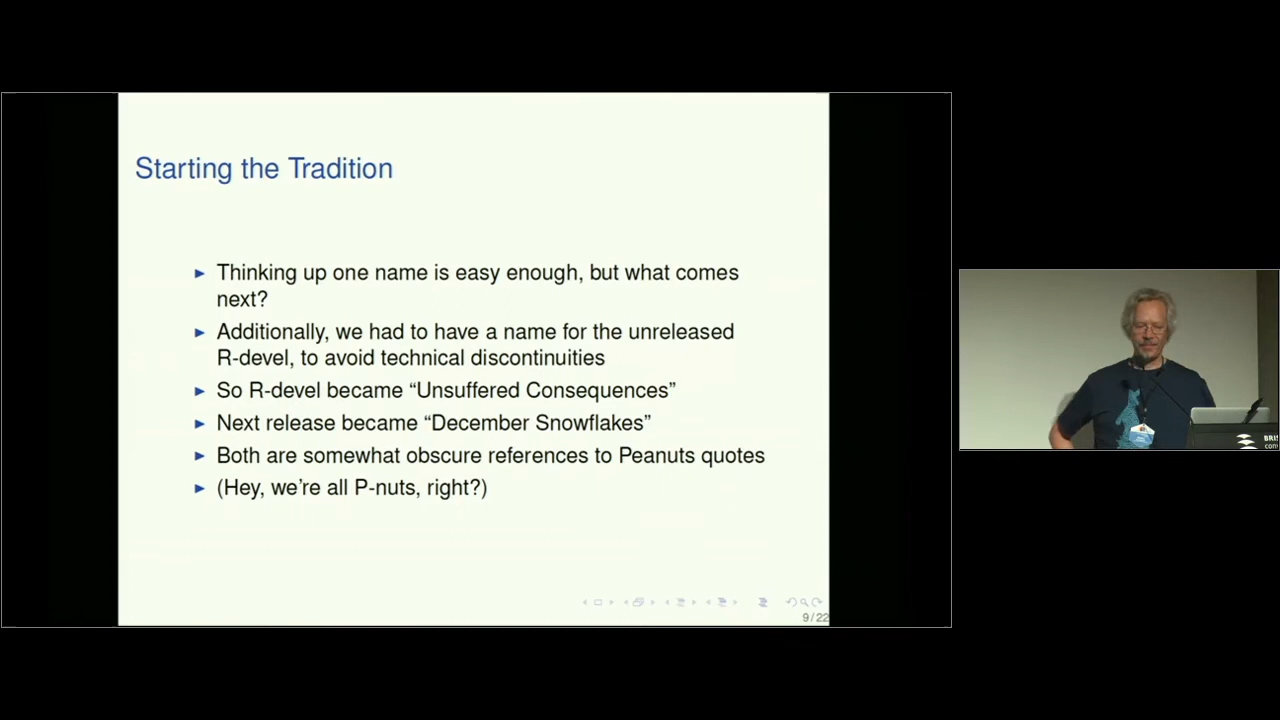 Starting the Tradition
Thinking up one name is easy enough, but what comes
next?
Additionally, we had to have a name for the unreleased
R-devel, to avoid technical discontinuities
So R-devel became “Unsuffered Consequences”
Next release became “December Snowflakes”
Both are somewhat obscure references to Peanuts quotes
(Hey, we’re all P-nuts, right?)
9 / 22
BRIS
con